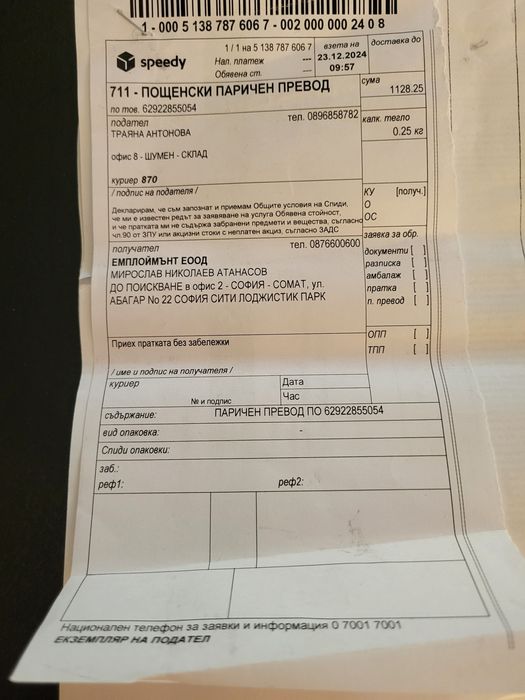 1 - 000 5 138 787 606 7 - 002 000 000 24 0 8
speedy
1 / 1 на 5 138 787 606 7
Нал. платеж ---
Обявена ст. ---
взета на
23.12.2024
09:57
доставка до
711 - ПОЩЕНСКИ ПАРИЧЕН ПРЕВОД
по тов. 62922855054
сума
1128.25
подател тел. 0896858782
ТРАЯНА АНТОНОВА
калк. тегло
0.25 кг
офис 8 - ШУМЕН - СКЛАД
куриер 870
/ подпис на подателя /
КУ [получ.]
О
ОС
Декларирам, че съм запознат и приемам Общите условия на Спиди,
че ми е известен редът за заявяване на услуга Обявена стойност,
и че пратката ми не съдържа забранени предмети и вещества, съгласно
чл.90 от ЗПУ или акцизни стоки с неплатен акциз, съгласно ЗАДС
получател тел. 0876600600
ЕМПЛОЙМЪНТ ЕООД
МИРОСЛАВ НИКОЛАЕВ АТАНАСОВ
ДО ПОИСКВАНЕ в офис 2 - СОФИЯ - СОМАТ, ул.
АБАГАР No 22 СОФИЯ СИТИ ЛОДЖИСТИК ПАРК
заявка за обр.
документи [ ]
разписка [ ]
амбалаж [ ]
пратка [ ]
п. превод [ ]
Приех пратката без забележки
ОПП [ ]
ТПП [ ]
/ име и подпис на получателя /
куриер
№ и подпис
Дата
Час
съдържание: ПАРИЧЕН ПРЕВОД ПО 62922855054
вид опаковка: -
Спиди опаковки:
заб.:
реф1: реф2:
Национален телефон за заявки и информация 0 7001 7001
ЕКЗЕМПЛЯР НА ПОДАТЕЛ